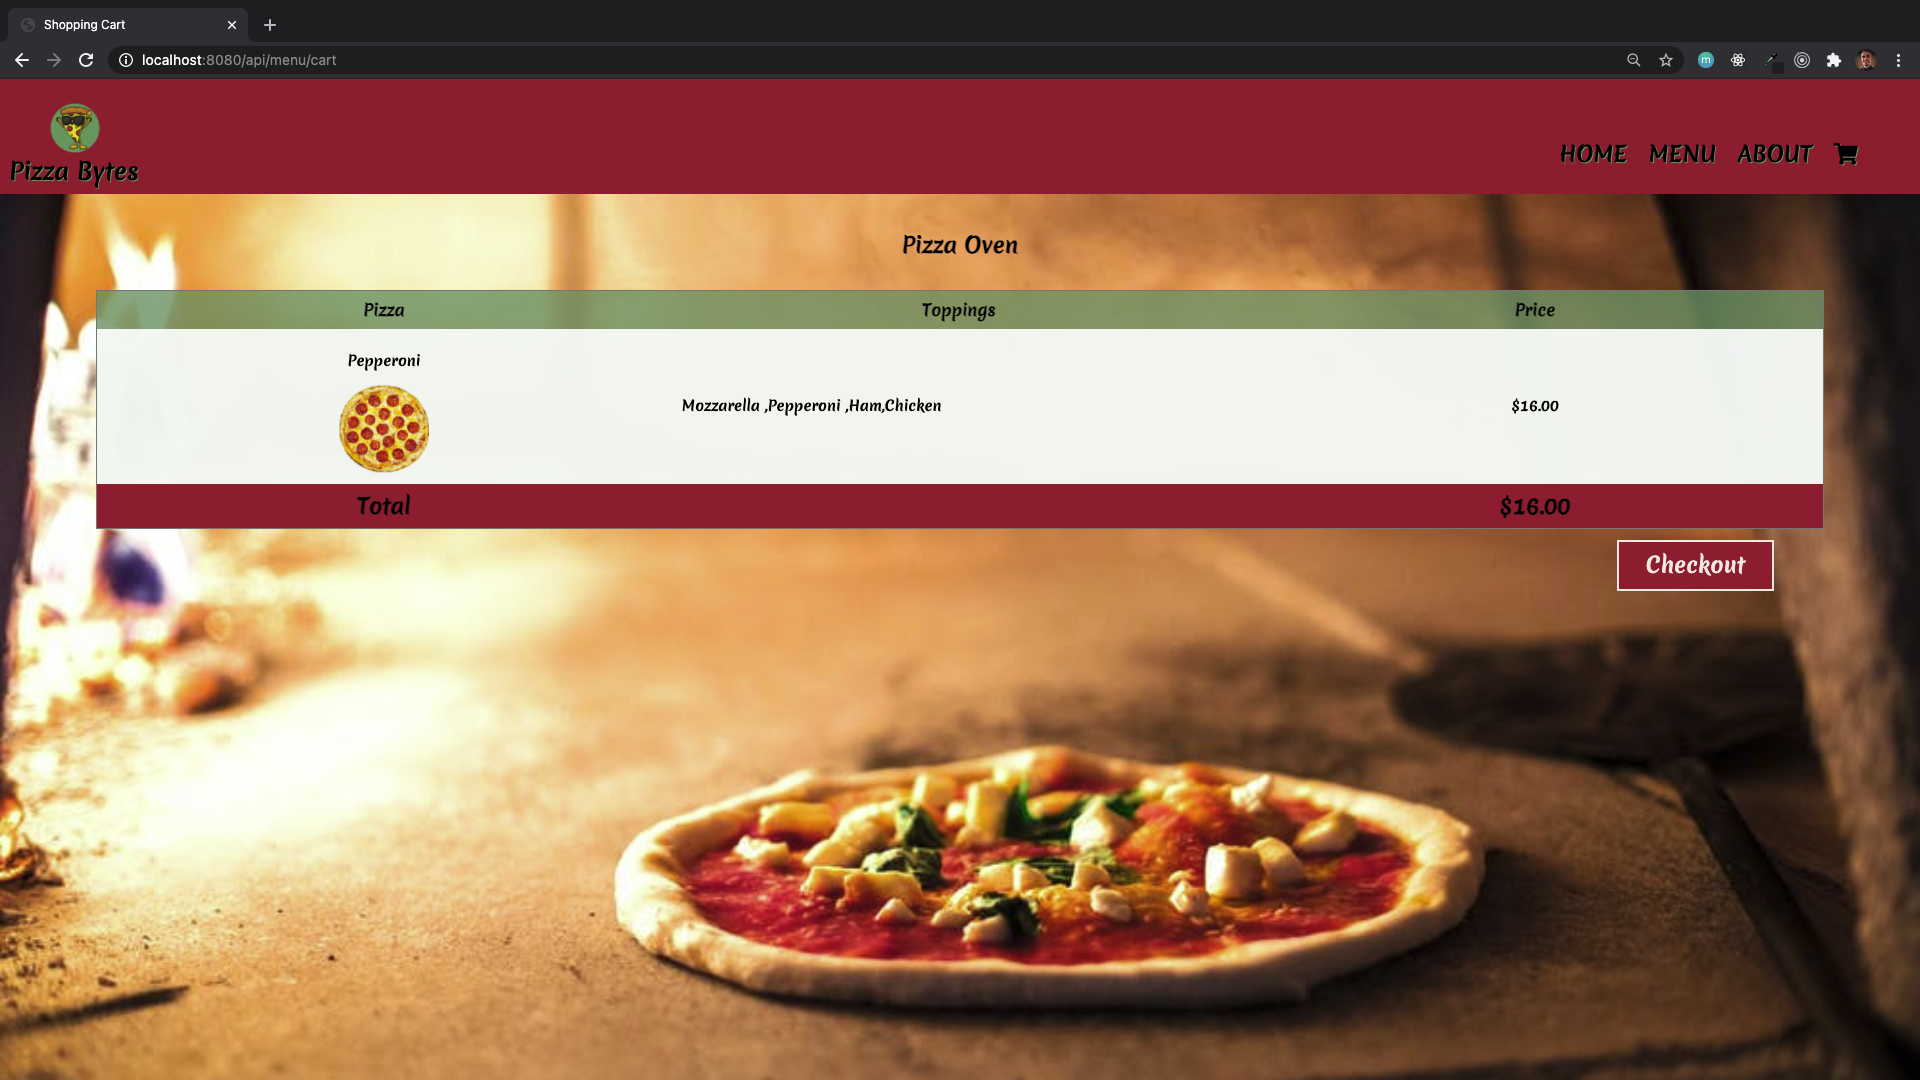 Shopping Cart
localhost:8080/api/menu/cart
m
Pizza Bytes
HOME MENU ABOUT
Pizza Oven
Pizza Toppings Price
Pepperoni
Mozzarella ,Pepperoni ,Ham,Chicken $16.00
Total $16.00
Checkout